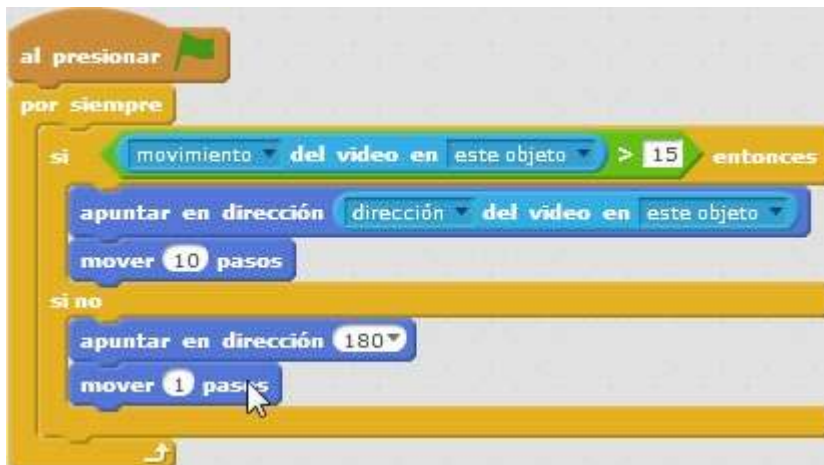 al presionar
por siempre
si movimiento del video en este objeto > 15 entonces
apuntar en dirección dirección del video en este objeto
mover 10 pasos
si no
apuntar en dirección 180
mover 1 pasos